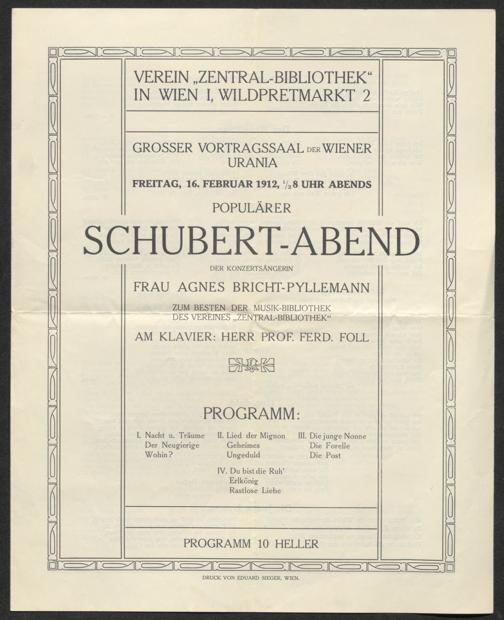 VEREIN „ZENTRAL-BIBLIOTHEK“
IN WIEN I, WILDPRETMARKT 2
GROSSER VORTRAGSSAAL DER WIENER
URANIA
FREITAG, 16. FEBRUAR 1912, 1/2 8 UHR ABENDS
POPULÄRER
SCHUBERT-ABEND
DER KONZERTSÄNGERIN
FRAU AGNES BRICHT-PYLLEMANN
ZUM BESTEN DER MUSIK-BIBLIOTHEK
DES VEREINES „ZENTRAL-BIBLIOTHEK“
AM KLAVIER: HERR PROF. FERD. FOLL
PROGRAMM:
I. Nacht u. Träume
Der Neugierige
Wohin?
II. Lied der Mignon
Geheimes
Ungeduld
III. Die junge Nonne
Die Forelle
Die Post
IV. Du bist die Ruh'
Erlkönig
Rastlose Liebe
PROGRAMM 10 HELLER
DRUCK VON EDUARD SIEGER, WIEN.